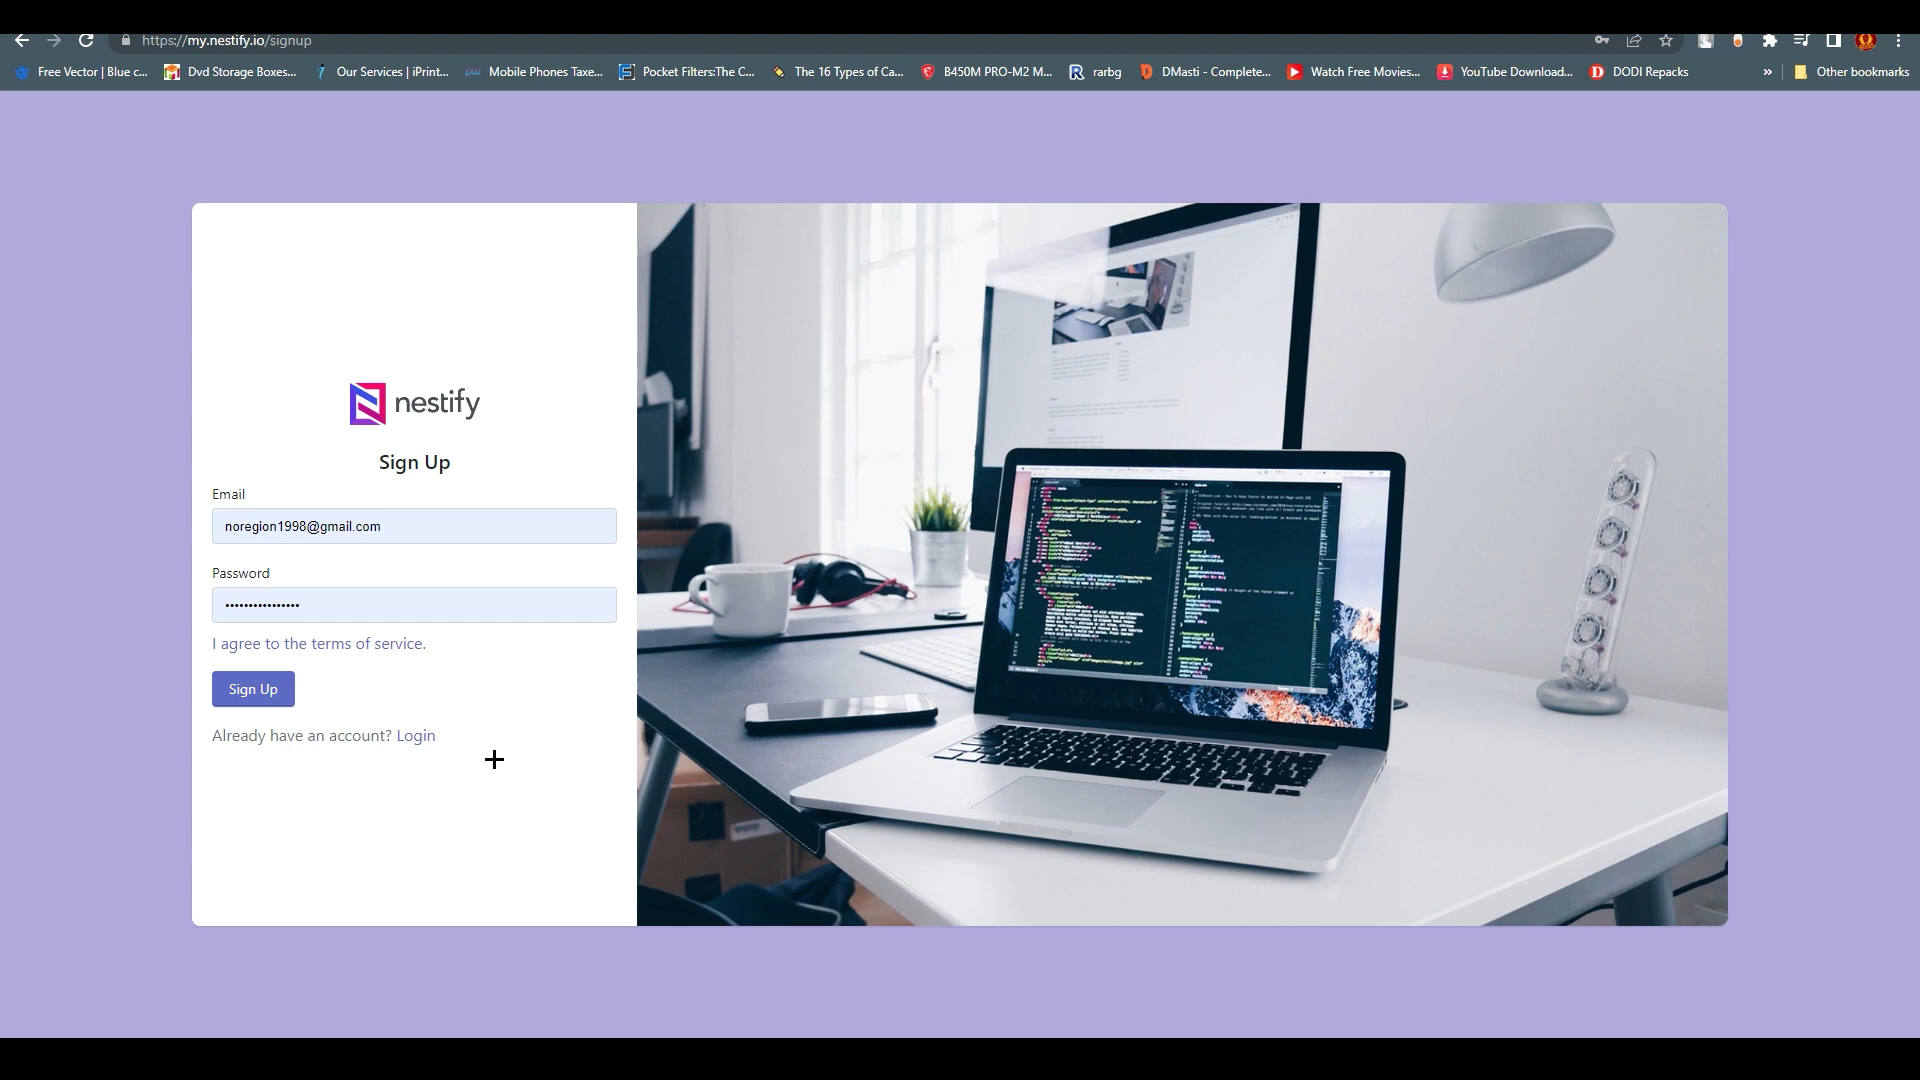 https://my.nestify.io/signup
Free Vector | Blue c...
Dvd Storage Boxes...
Our Services | iPrint...
Mobile Phones Taxe...
Pocket Filters:The C...
The 16 Types of Ca...
B450M PRO-M2 M...
rarbg
DMasti - Complete...
Watch Free Movies...
YouTube Download...
DODI Repacks
»
Other bookmarks
nestify
Sign Up
Email
noregion1998@gmail.com
Password
••••••••••••••••
I agree to the terms of service.
Sign Up
Already have an account? Login